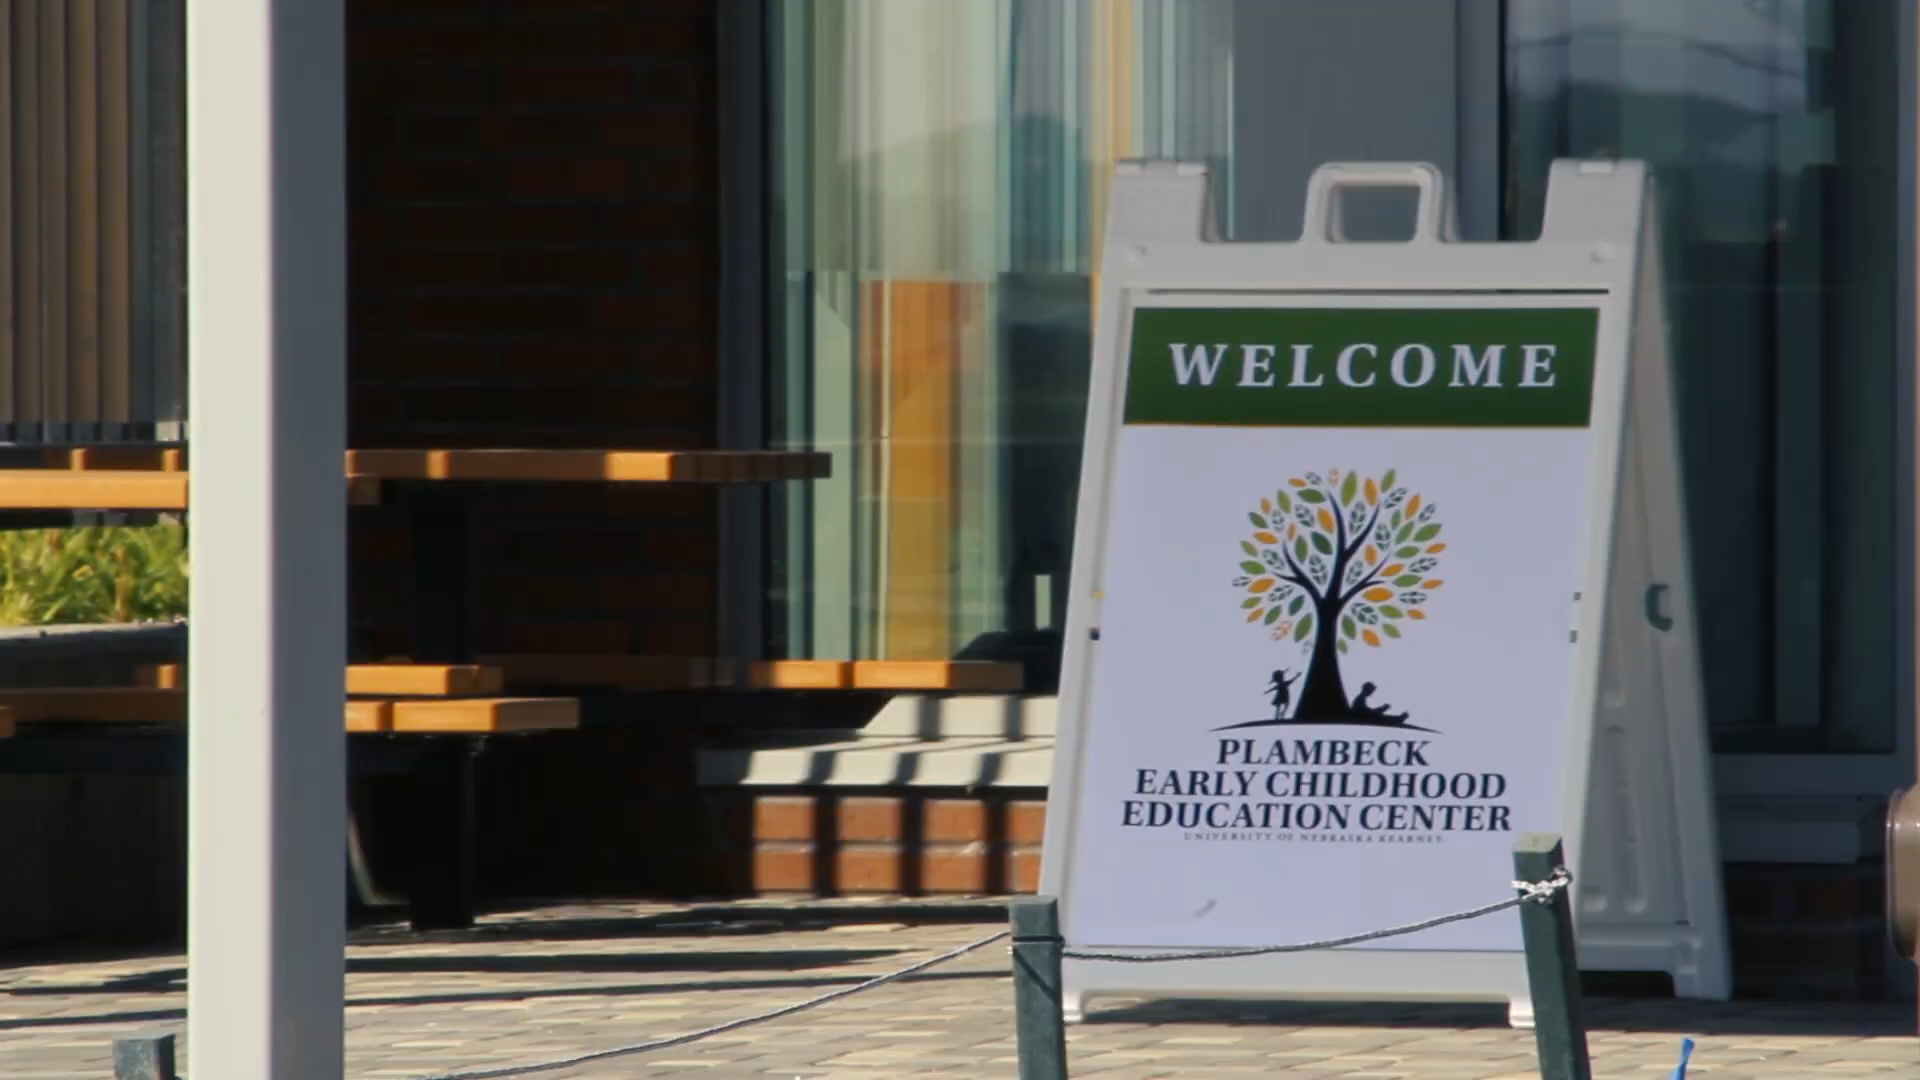 WELCOME
PLAMBECK
EARLY CHILDHOOD
EDUCATION CENTER
UNIVERSITY OF NEBRASKA KEARNEY